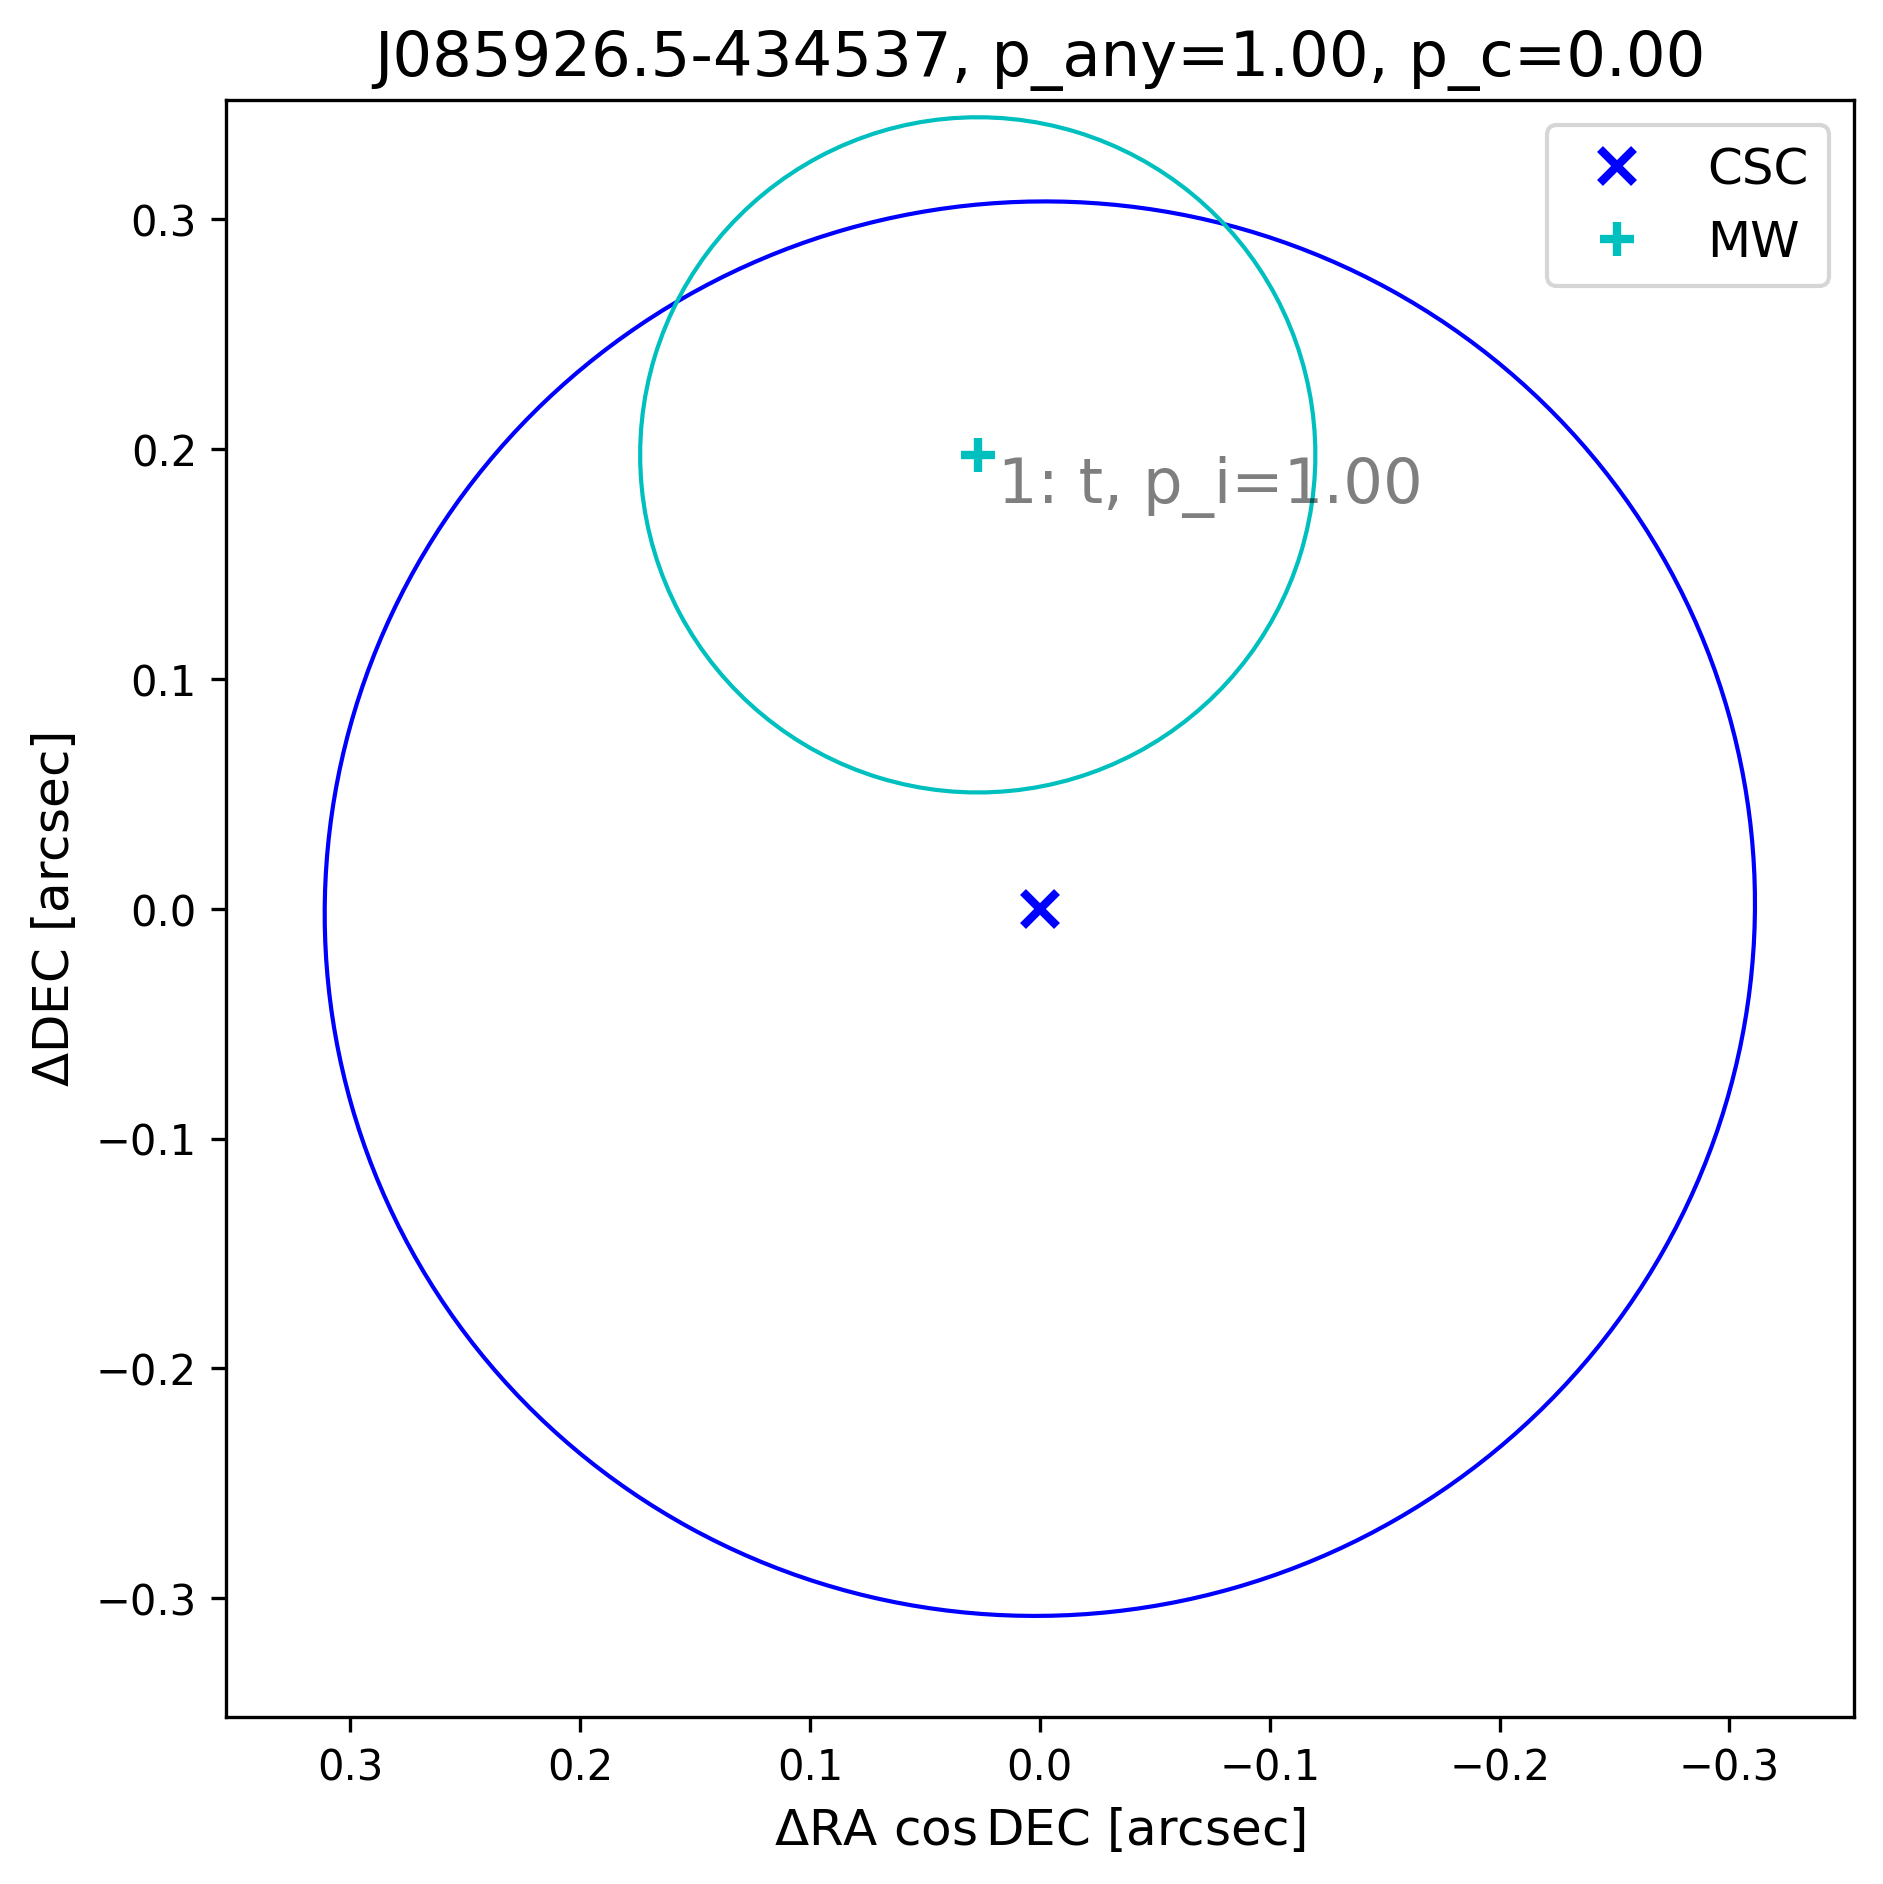 J085926.5-434537, p_any=1.00, p_c=0.00
CSC
MW
1: t, p_i=1.00
0.3
0.2
0.1
0.0
−0.1
−0.2
−0.3
ΔDEC [arcsec]
0.3 0.2 0.1 0.0 −0.1 −0.2 −0.3
ΔRA cos DEC [arcsec]